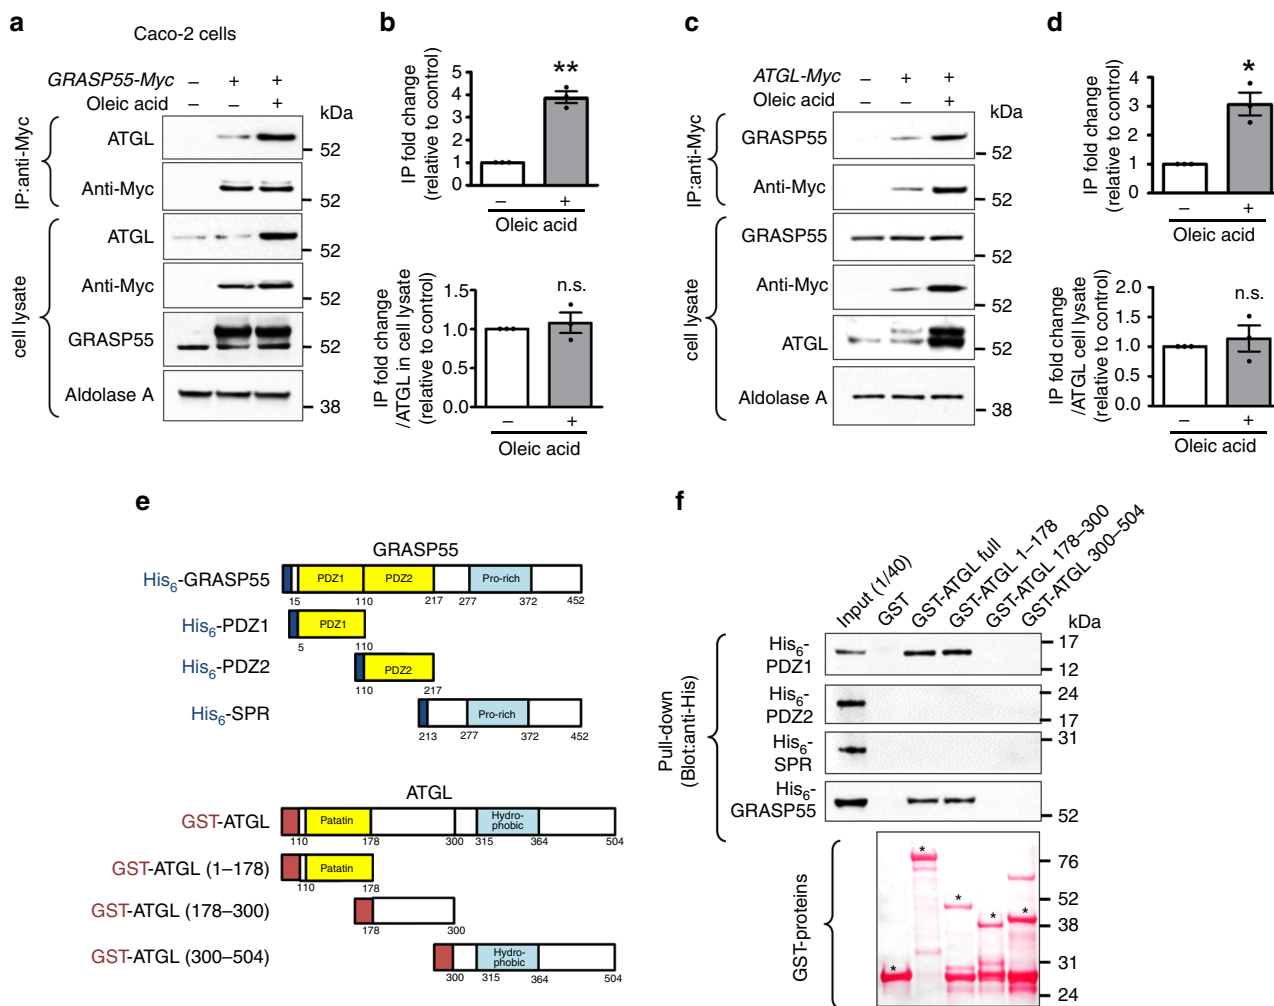 a
Caco-2 cells
GRASP55-Myc – + +
Oleic acid – – +
kDa
IP:anti-Myc
ATGL
52
Anti-Myc
52
cell lysate
ATGL
52
Anti-Myc
52
GRASP55
52
Aldolase A
38
b
IP fold change
(relative to control)
5
4
3
2
1
0
**
– +
Oleic acid
IP fold change
/ATGL in cell lysate
(relative to control)
1.5
1.0
0.5
0.0
n.s.
– +
Oleic acid
c
ATGL-Myc – + +
Oleic acid – – +
kDa
IP:anti-Myc
GRASP55
52
Anti-Myc
52
cell lysate
GRASP55
52
Anti-Myc
52
ATGL
52
Aldolase A
38
d
IP fold change
(relative to control)
4
3
2
1
0
*
– +
Oleic acid
IP fold change
/ATGL cell lysate
(relative to control)
2.0
1.5
1.0
0.5
0.0
n.s.
– +
Oleic acid
e
GRASP55
His6-GRASP55
PDZ1 PDZ2 Pro-rich
15 110 217 277 372 452
His6-PDZ1
PDZ1
5 110
His6-PDZ2
PDZ2
110 217
His6-SPR
Pro-rich
213 277 372 452
ATGL
GST-ATGL
Patatin Hydro-
phobic
110 178 300 315 364 504
GST-ATGL (1–178)
Patatin
110 178
GST-ATGL (178–300)
178 300
GST-ATGL (300–504)
Hydro-
phobic
300 315 364 504
f
Input (1/40)
GST
GST-ATGL full
GST-ATGL 1–178
GST-ATGL 178–300
GST-ATGL 300–504
kDa
Pull-down
(Blot:anti-His)
His6-
PDZ1
17
12
His6-
PDZ2
24
17
His6-
SPR
31
His6-
GRASP55
52
GST-proteins
* * * * *
76
52
38
31
24